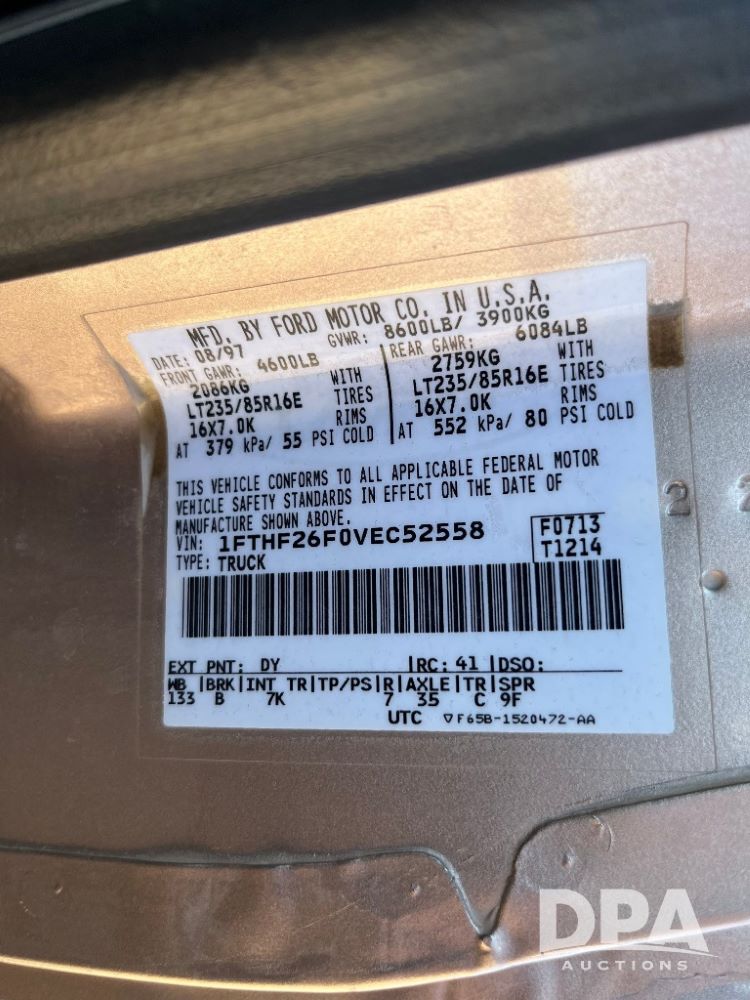 MFD. BY FORD MOTOR CO. IN U.S.A.
DATE: 08/97 GVWR: 8600LB/ 3900KG
FRONT GAWR: 4600LB REAR GAWR: 6084LB
2086KG WITH 2759KG WITH
LT235/85R16E TIRES LT235/85R16E TIRES
16X7.0K RIMS 16X7.0K RIMS
AT 379 kPa/ 55 PSI COLD AT 552 kPa/ 80 PSI COLD
THIS VEHICLE CONFORMS TO ALL APPLICABLE FEDERAL MOTOR
VEHICLE SAFETY STANDARDS IN EFFECT ON THE DATE OF
MANUFACTURE SHOWN ABOVE.
VIN: 1FTHF26F0VEC52558 F0713
TYPE: TRUCK T1214
EXT PNT: DY RC: 41 DSO:
WB BRK INT TR TP/PS R AXLE TR SPR
133 B 7K 7 35 C 9F
UTC ▽F65B-1520472-AA
2 2
DPA
AUCTIONS